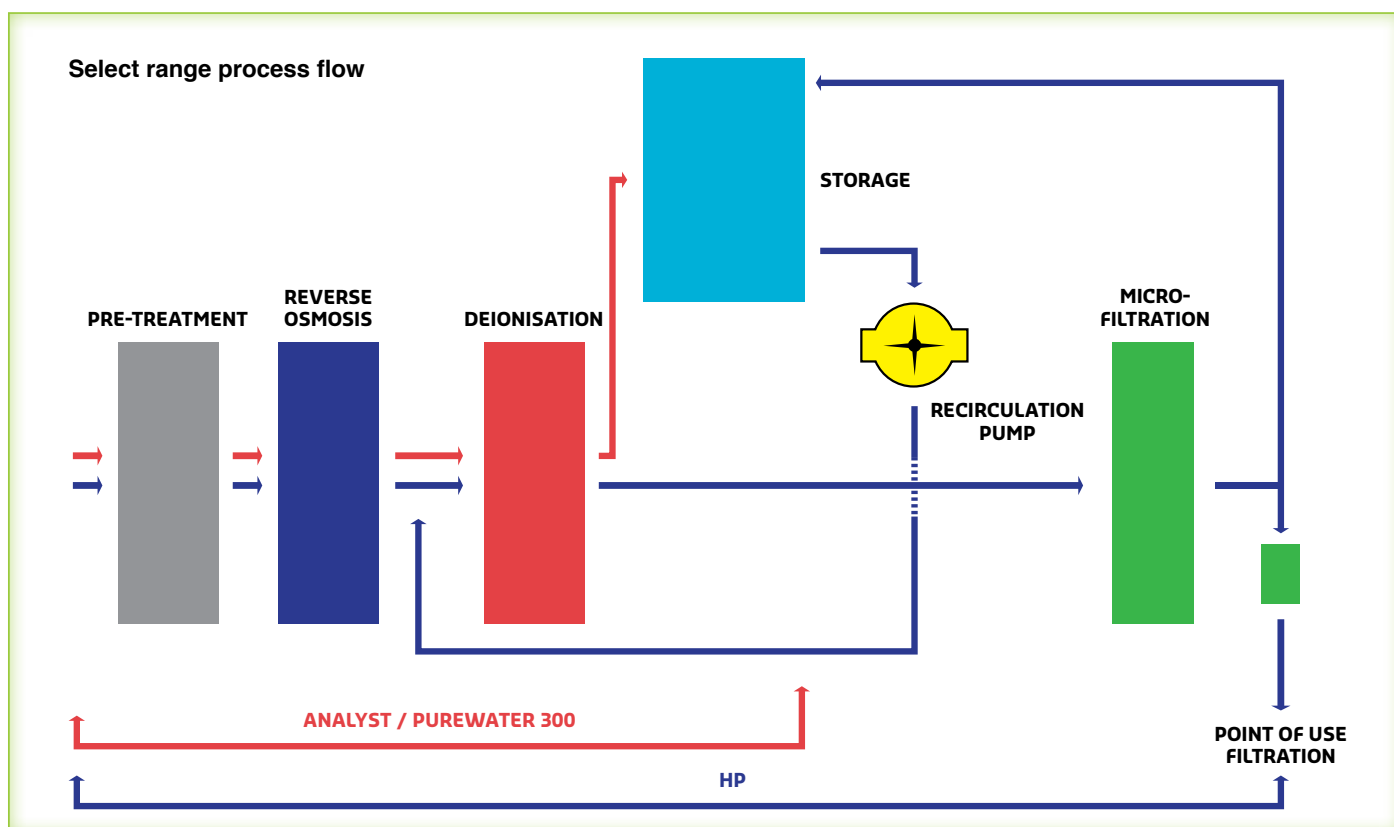 Select range process flow
STORAGE
PRE-TREATMENT
REVERSE
OSMOSIS
DEIONISATION
MICRO-
FILTRATION
RECIRCULATION
PUMP
ANALYST / PUREWATER 300
POINT OF USE
FILTRATION
HP